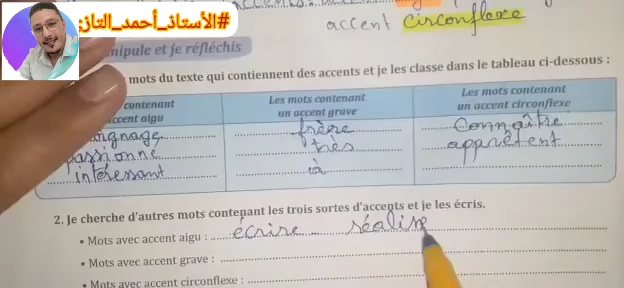 #الأستاذ_أحمد_التازي
accent circonflexe
nipule et je réfléchis
mots du texte qui contiennent des accents et je les classe dans le tableau ci-dessous :
contenant
accent aigu
Les mots contenant
un accent grave
Les mots contenant
un accent circonflexe
frère
Connaître
passionne
très
apprêtent
intéressant
à
2. Je cherche d'autres mots contenant les trois sortes d'accents et je les écris.
• Mots avec accent aigu : écrire - réalise
• Mots avec accent grave :
• Mots avec accent circonflexe :